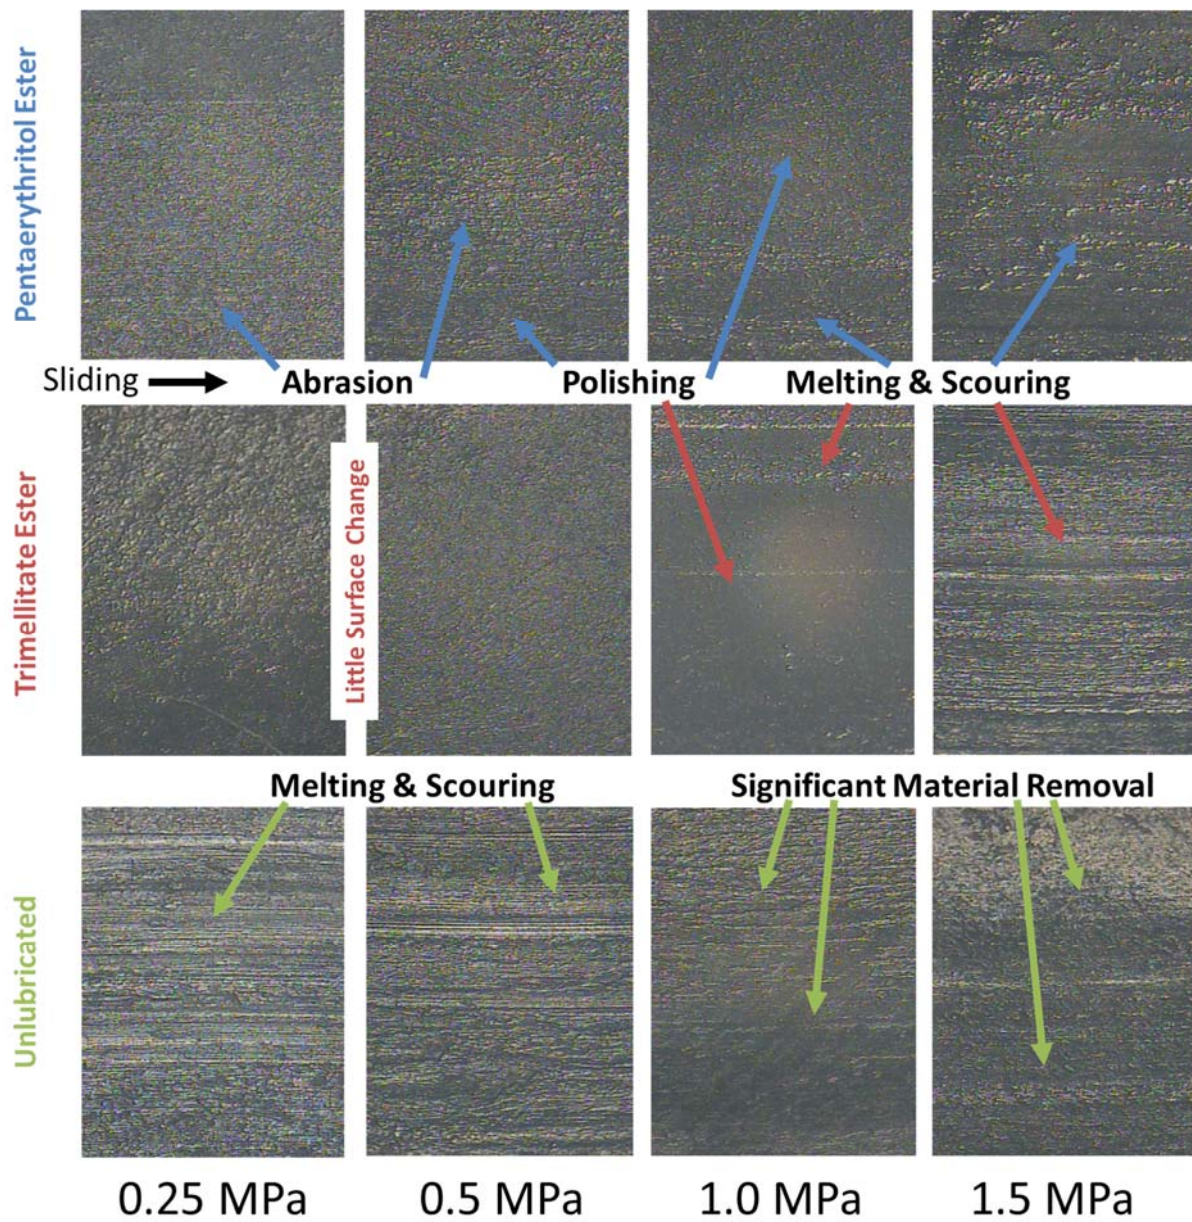 Pentaerythritol Ester
Sliding
Abrasion
Polishing
Melting & Scouring
Trimellitate Ester
Little Surface Change
Melting & Scouring
Significant Material Removal
Unlubricated
0.25 MPa
0.5 MPa
1.0 MPa
1.5 MPa